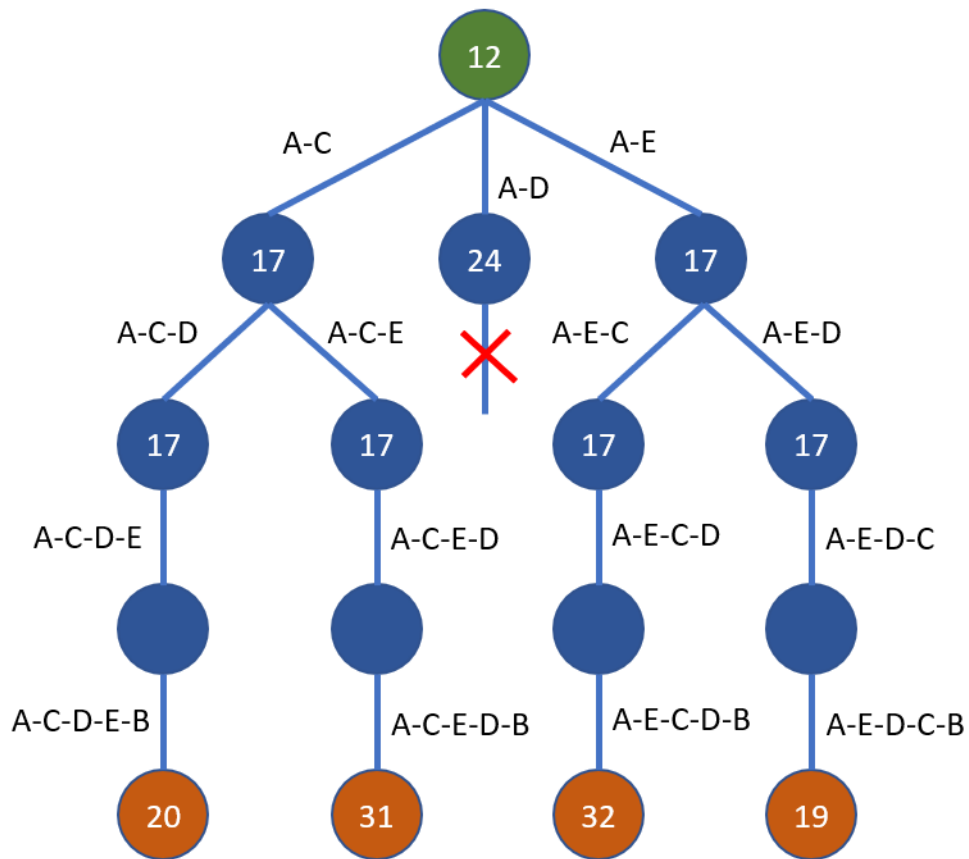 12
A-C
A-D
A-E
17
24
17
A-C-D
A-C-E
A-E-C
A-E-D
17
17
17
17
A-C-D-E
A-C-E-D
A-E-C-D
A-E-D-C
A-C-D-E-B
A-C-E-D-B
A-E-C-D-B
A-E-D-C-B
20
31
32
19